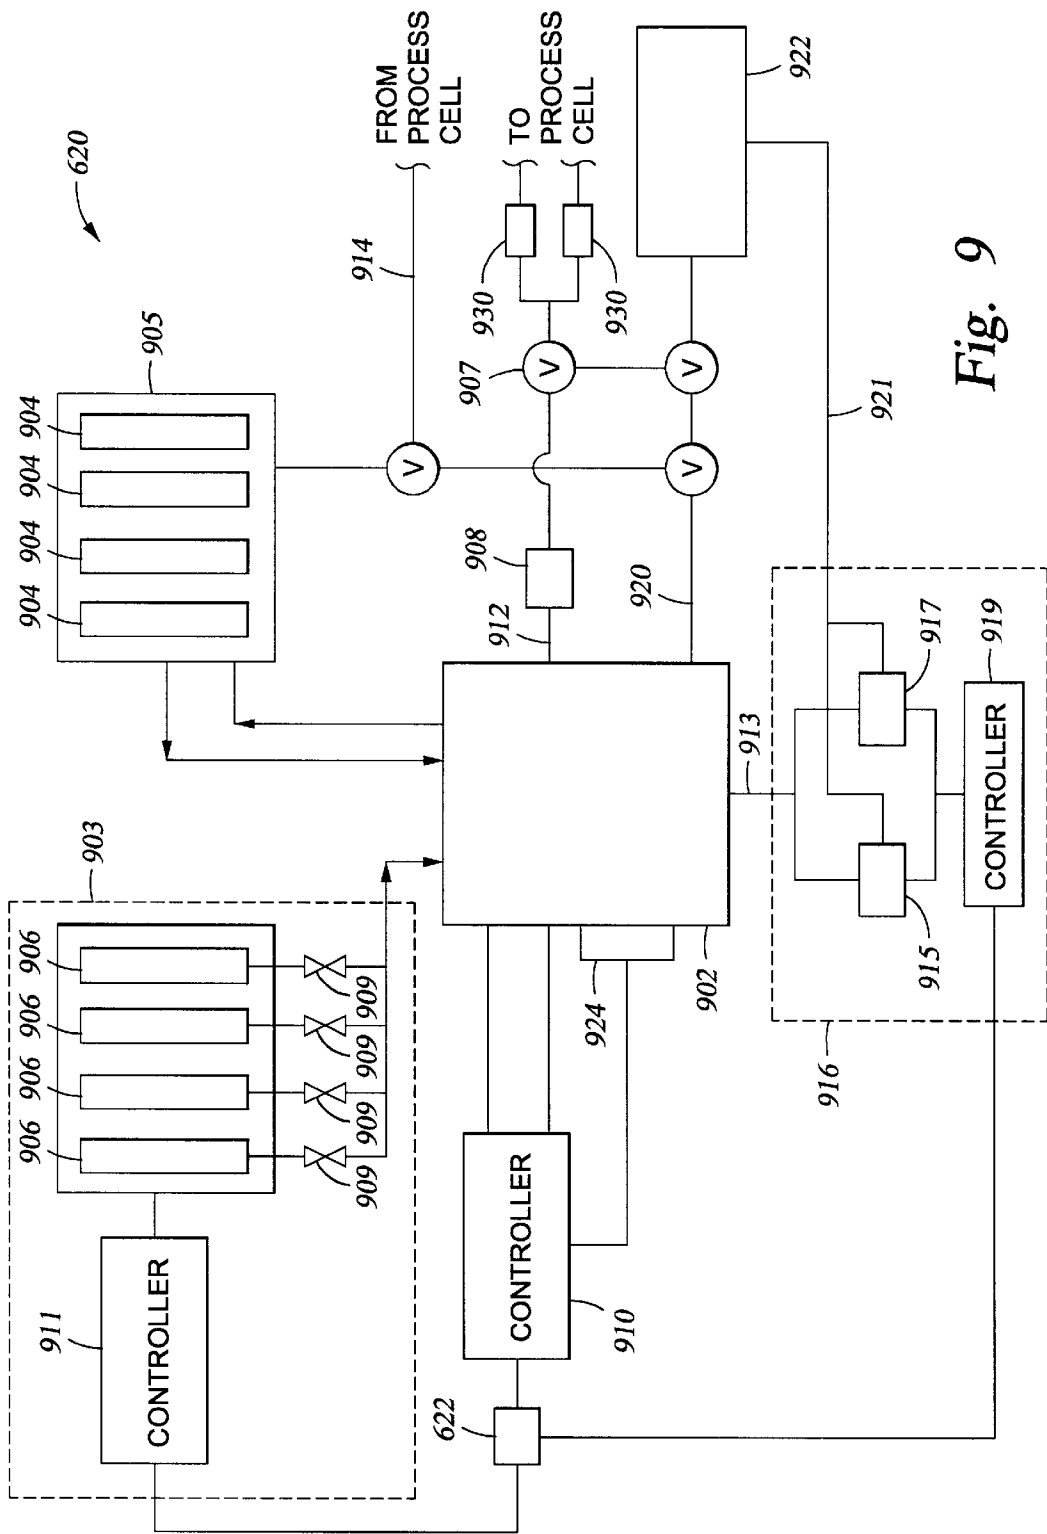 620
905
904
904
904
904
914
FROM
PROCESS
CELL
TO
PROCESS
CELL
930
930
907
V
V
V
V
908
912
920
922
921
903
906
906
906
906
909
909
909
909
911
CONTROLLER
902
924
CONTROLLER
910
622
913
917
919
CONTROLLER
915
916
Fig. 9